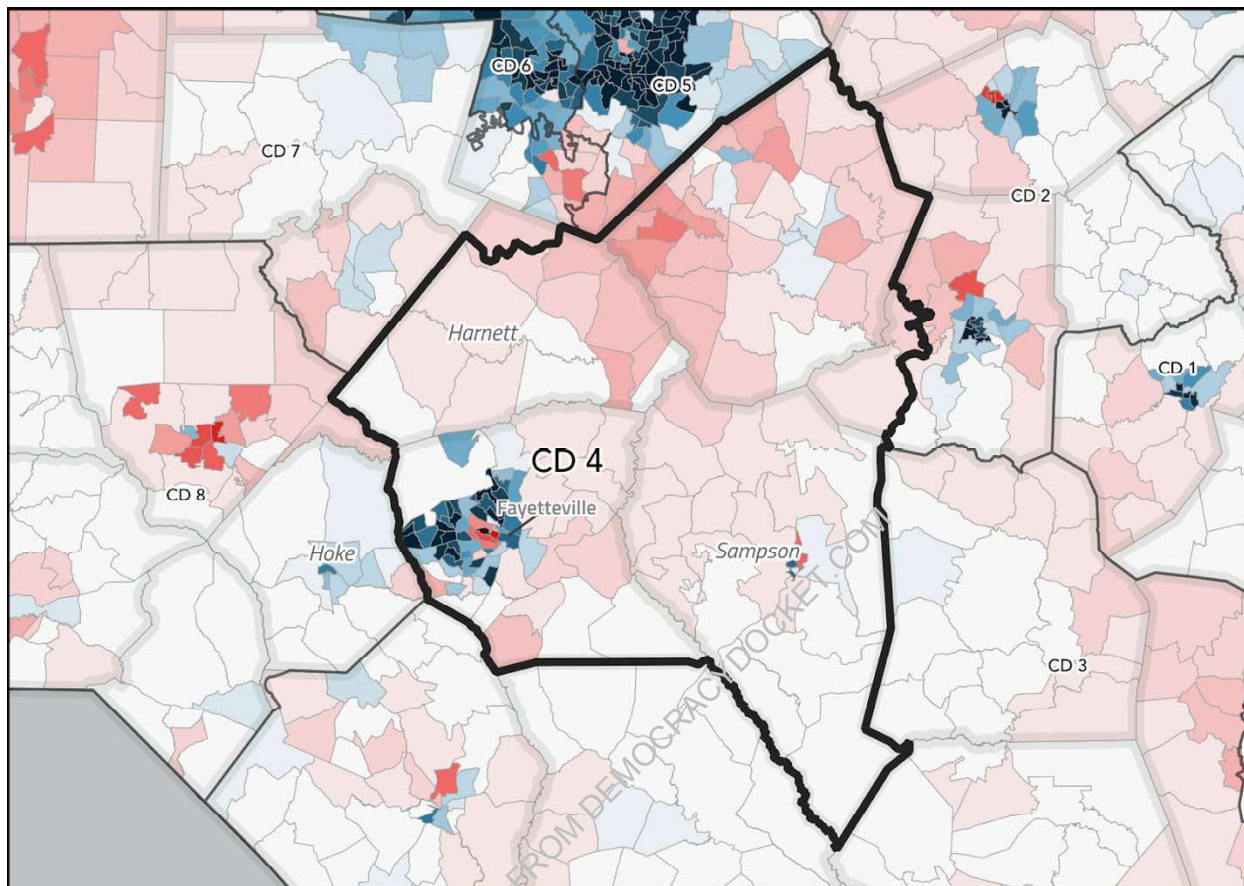 CD 6
CD 5
CD 7
CD 2
Harnett
CD 1
CD 4
CD 8
Fayetteville
Hoke
Sampson
CD 3
FROM DEMOCRACYDOCKET.COM